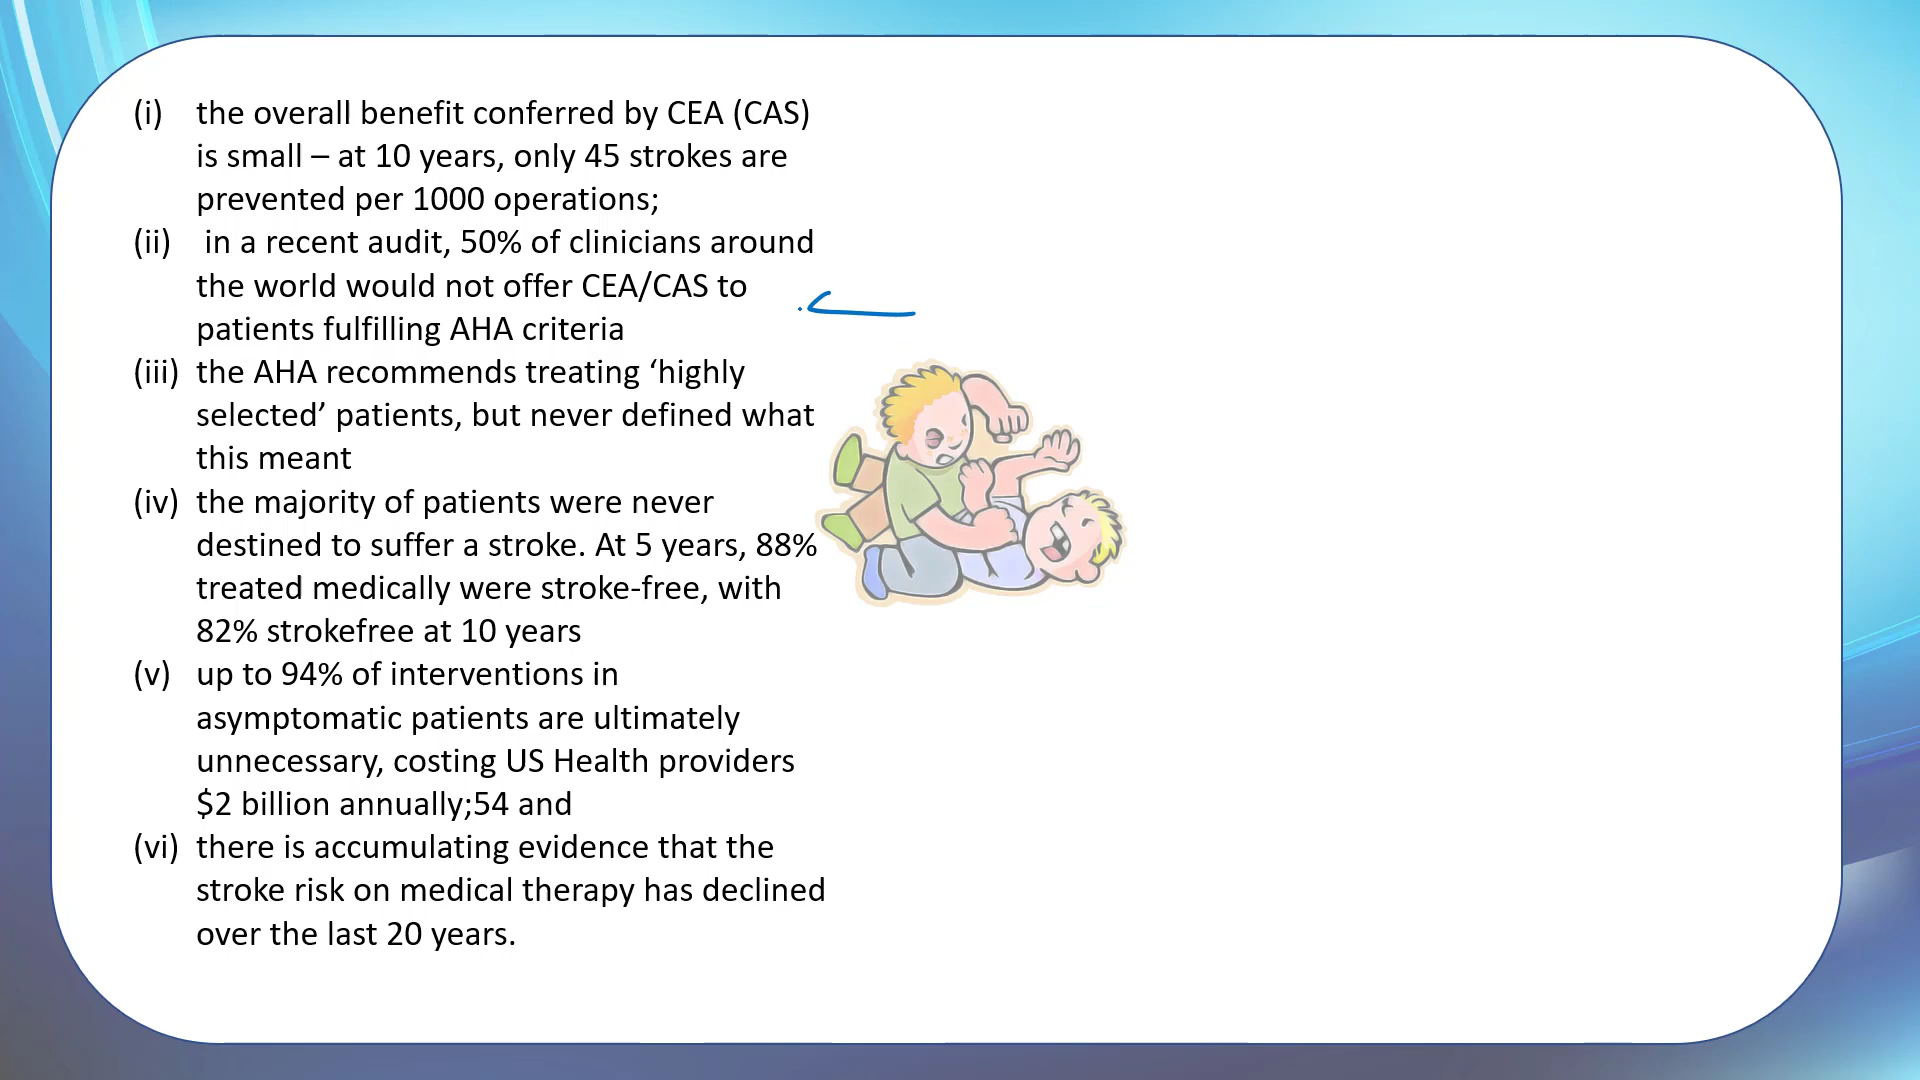 (i) the overall benefit conferred by CEA (CAS)
is small – at 10 years, only 45 strokes are
prevented per 1000 operations;
(ii) in a recent audit, 50% of clinicians around
the world would not offer CEA/CAS to
patients fulfilling AHA criteria
(iii) the AHA recommends treating ‘highly
selected’ patients, but never defined what
this meant
(iv) the majority of patients were never
destined to suffer a stroke. At 5 years, 88%
treated medically were stroke-free, with
82% strokefree at 10 years
(v) up to 94% of interventions in
asymptomatic patients are ultimately
unnecessary, costing US Health providers
$2 billion annually;54 and
(vi) there is accumulating evidence that the
stroke risk on medical therapy has declined
over the last 20 years.